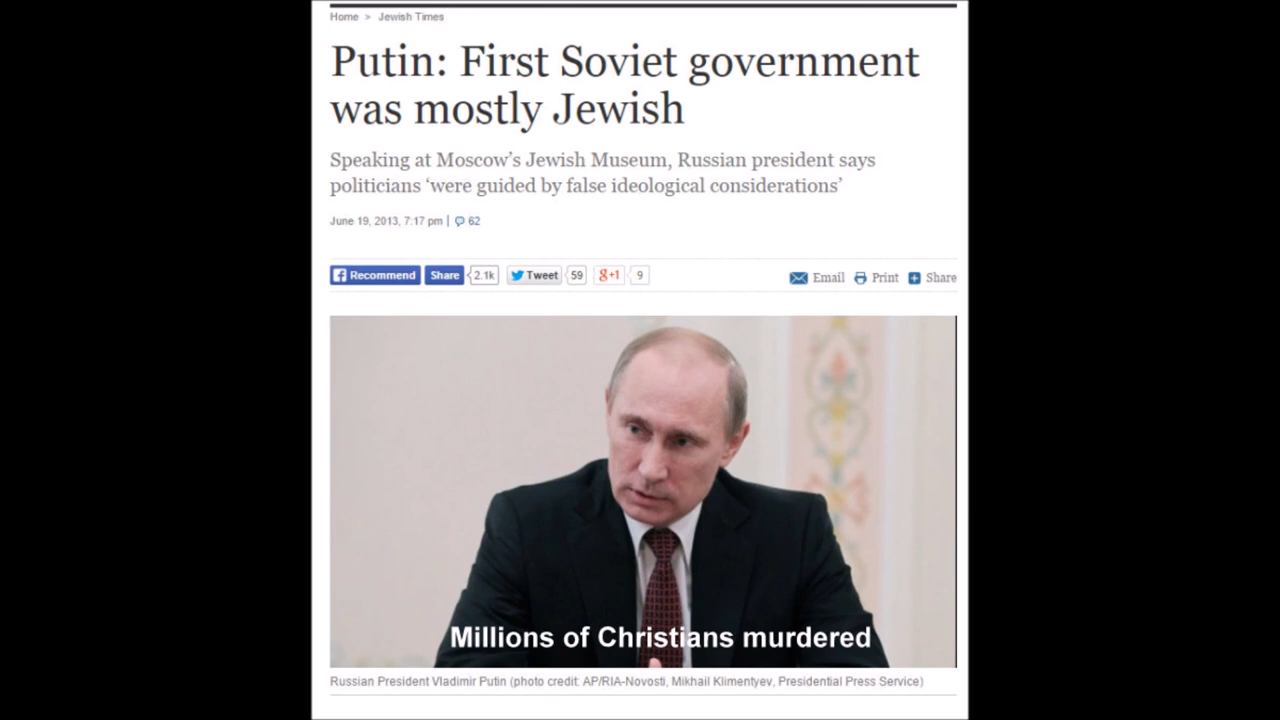 Home > Jewish Times
Putin: First Soviet government
was mostly Jewish
Speaking at Moscow's Jewish Museum, Russian president says
politicians ‘were guided by false ideological considerations’
June 19, 2013, 7:17 pm | 62
Recommend Share 2.1k Tweet 59 g+1 9 Email Print Share
Millions of Christians murdered
Russian President Vladimir Putin (photo credit: AP/RIA-Novosti, Mikhail Klimentyev, Presidential Press Service)